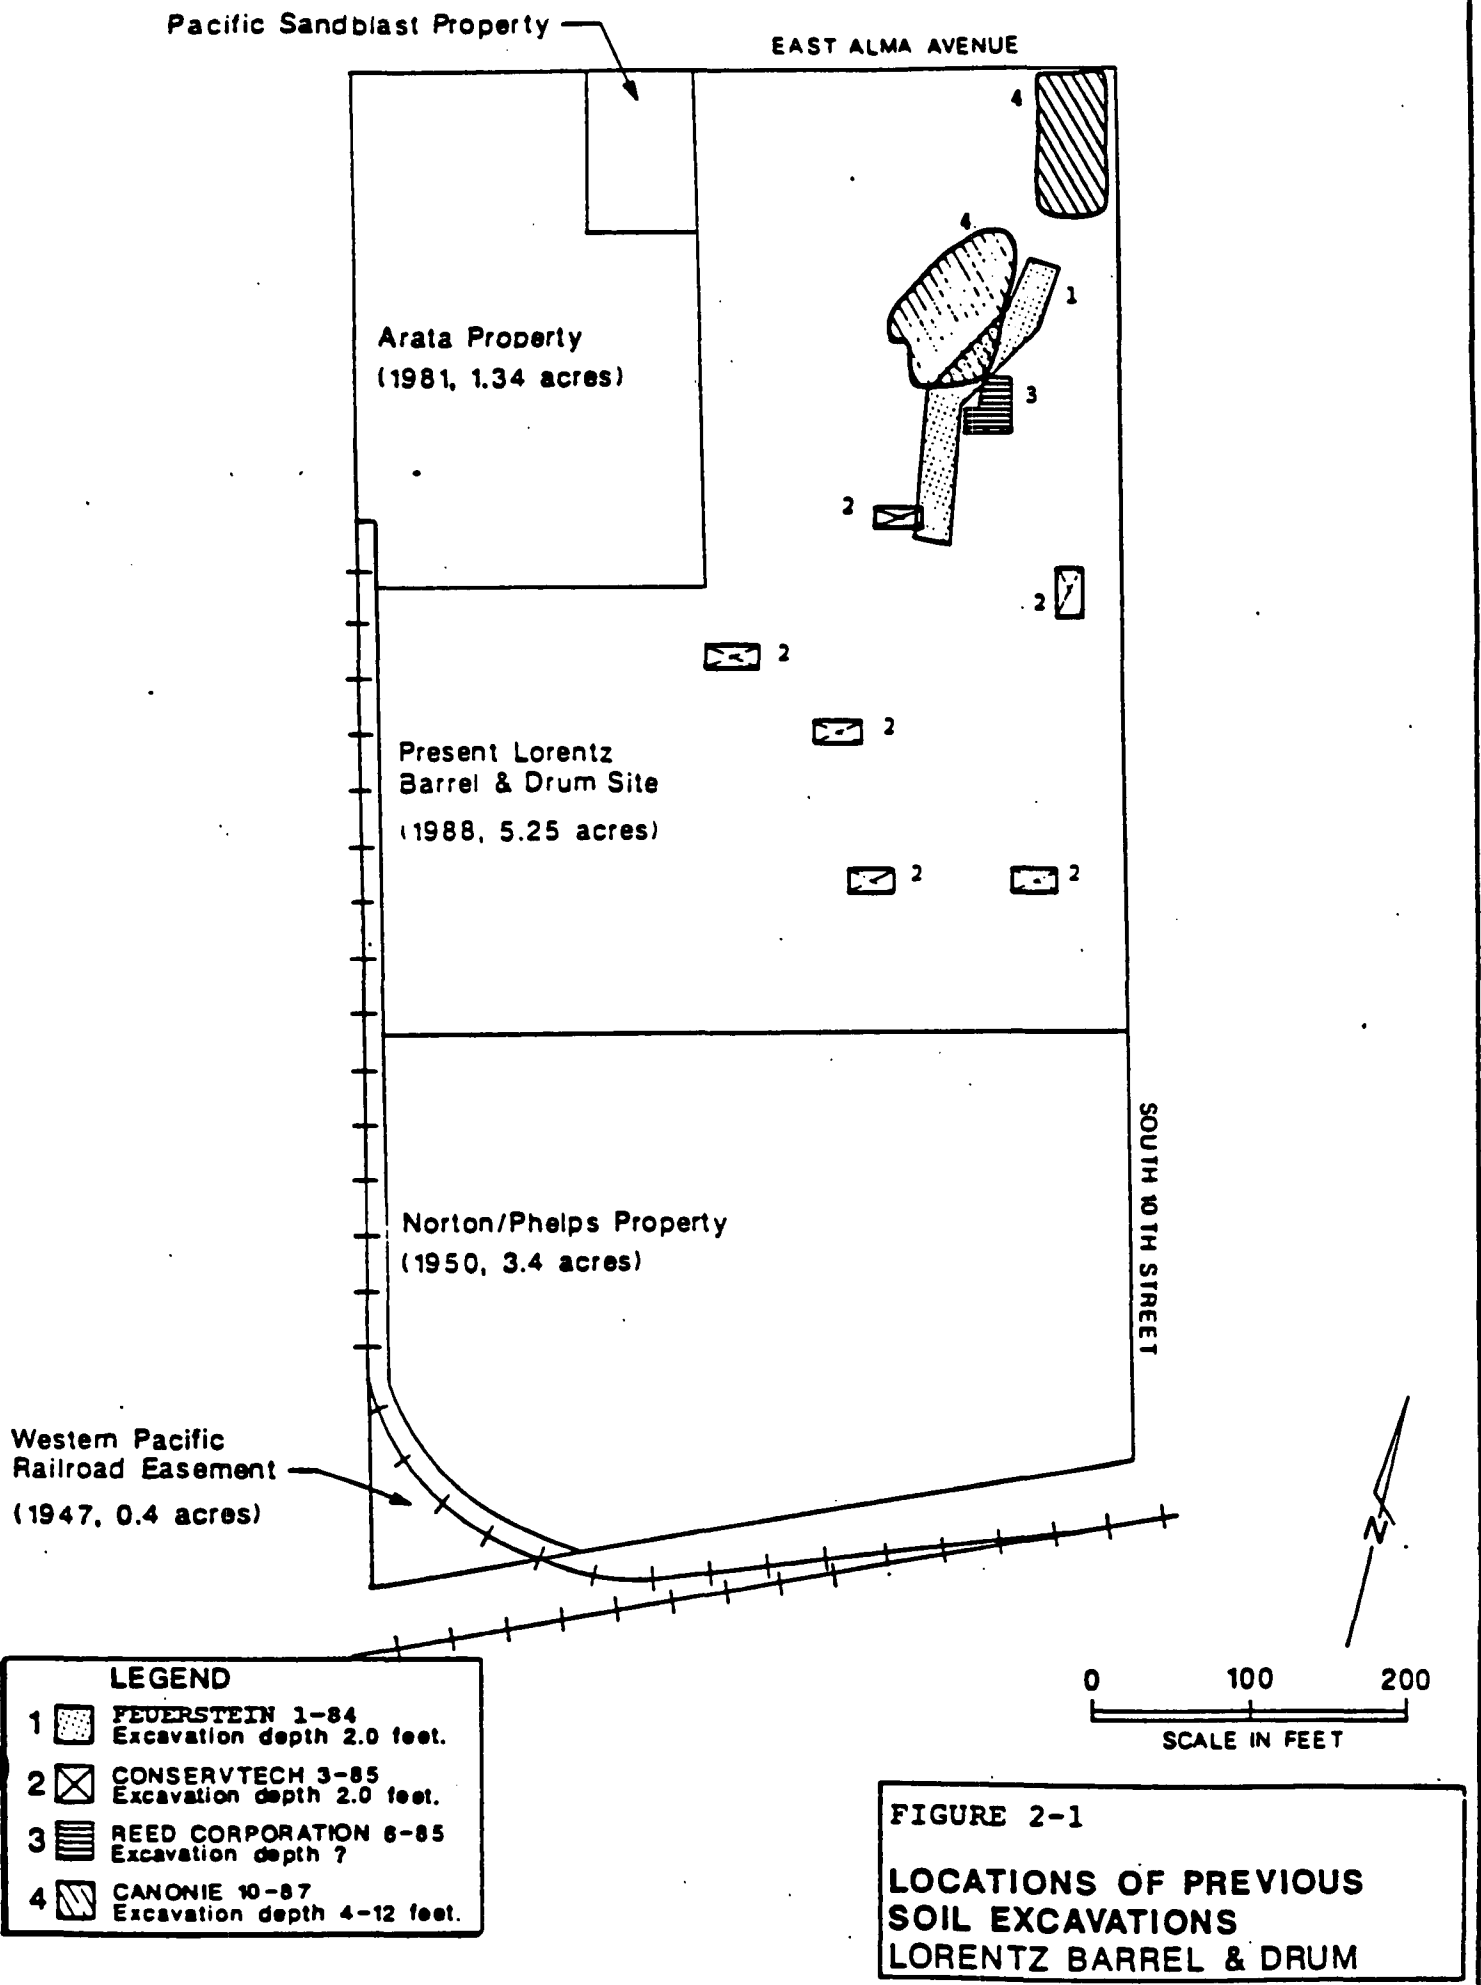 Pacific Sandblast Property
EAST ALMA AVENUE
4
4
1
Arata Property
(1981, 1.34 acres)
3
2
2
2
2
Present Lorentz
Barrel & Drum Site
(1988, 5.25 acres)
2
2
SOUTH 10TH STREET
Norton/Phelps Property
(1950, 3.4 acres)
Western Pacific
Railroad Easement
(1947, 0.4 acres)
N
0 100 200
SCALE IN FEET
LEGEND
1 FEUERSTEIN 1-84
Excavation depth 2.0 feet.
2 CONSERVTECH 3-85
Excavation depth 2.0 feet.
3 REED CORPORATION 6-85
Excavation depth ?
4 CANONIE 10-87
Excavation depth 4-12 feet.
FIGURE 2-1
LOCATIONS OF PREVIOUS
SOIL EXCAVATIONS
LORENTZ BARREL & DRUM